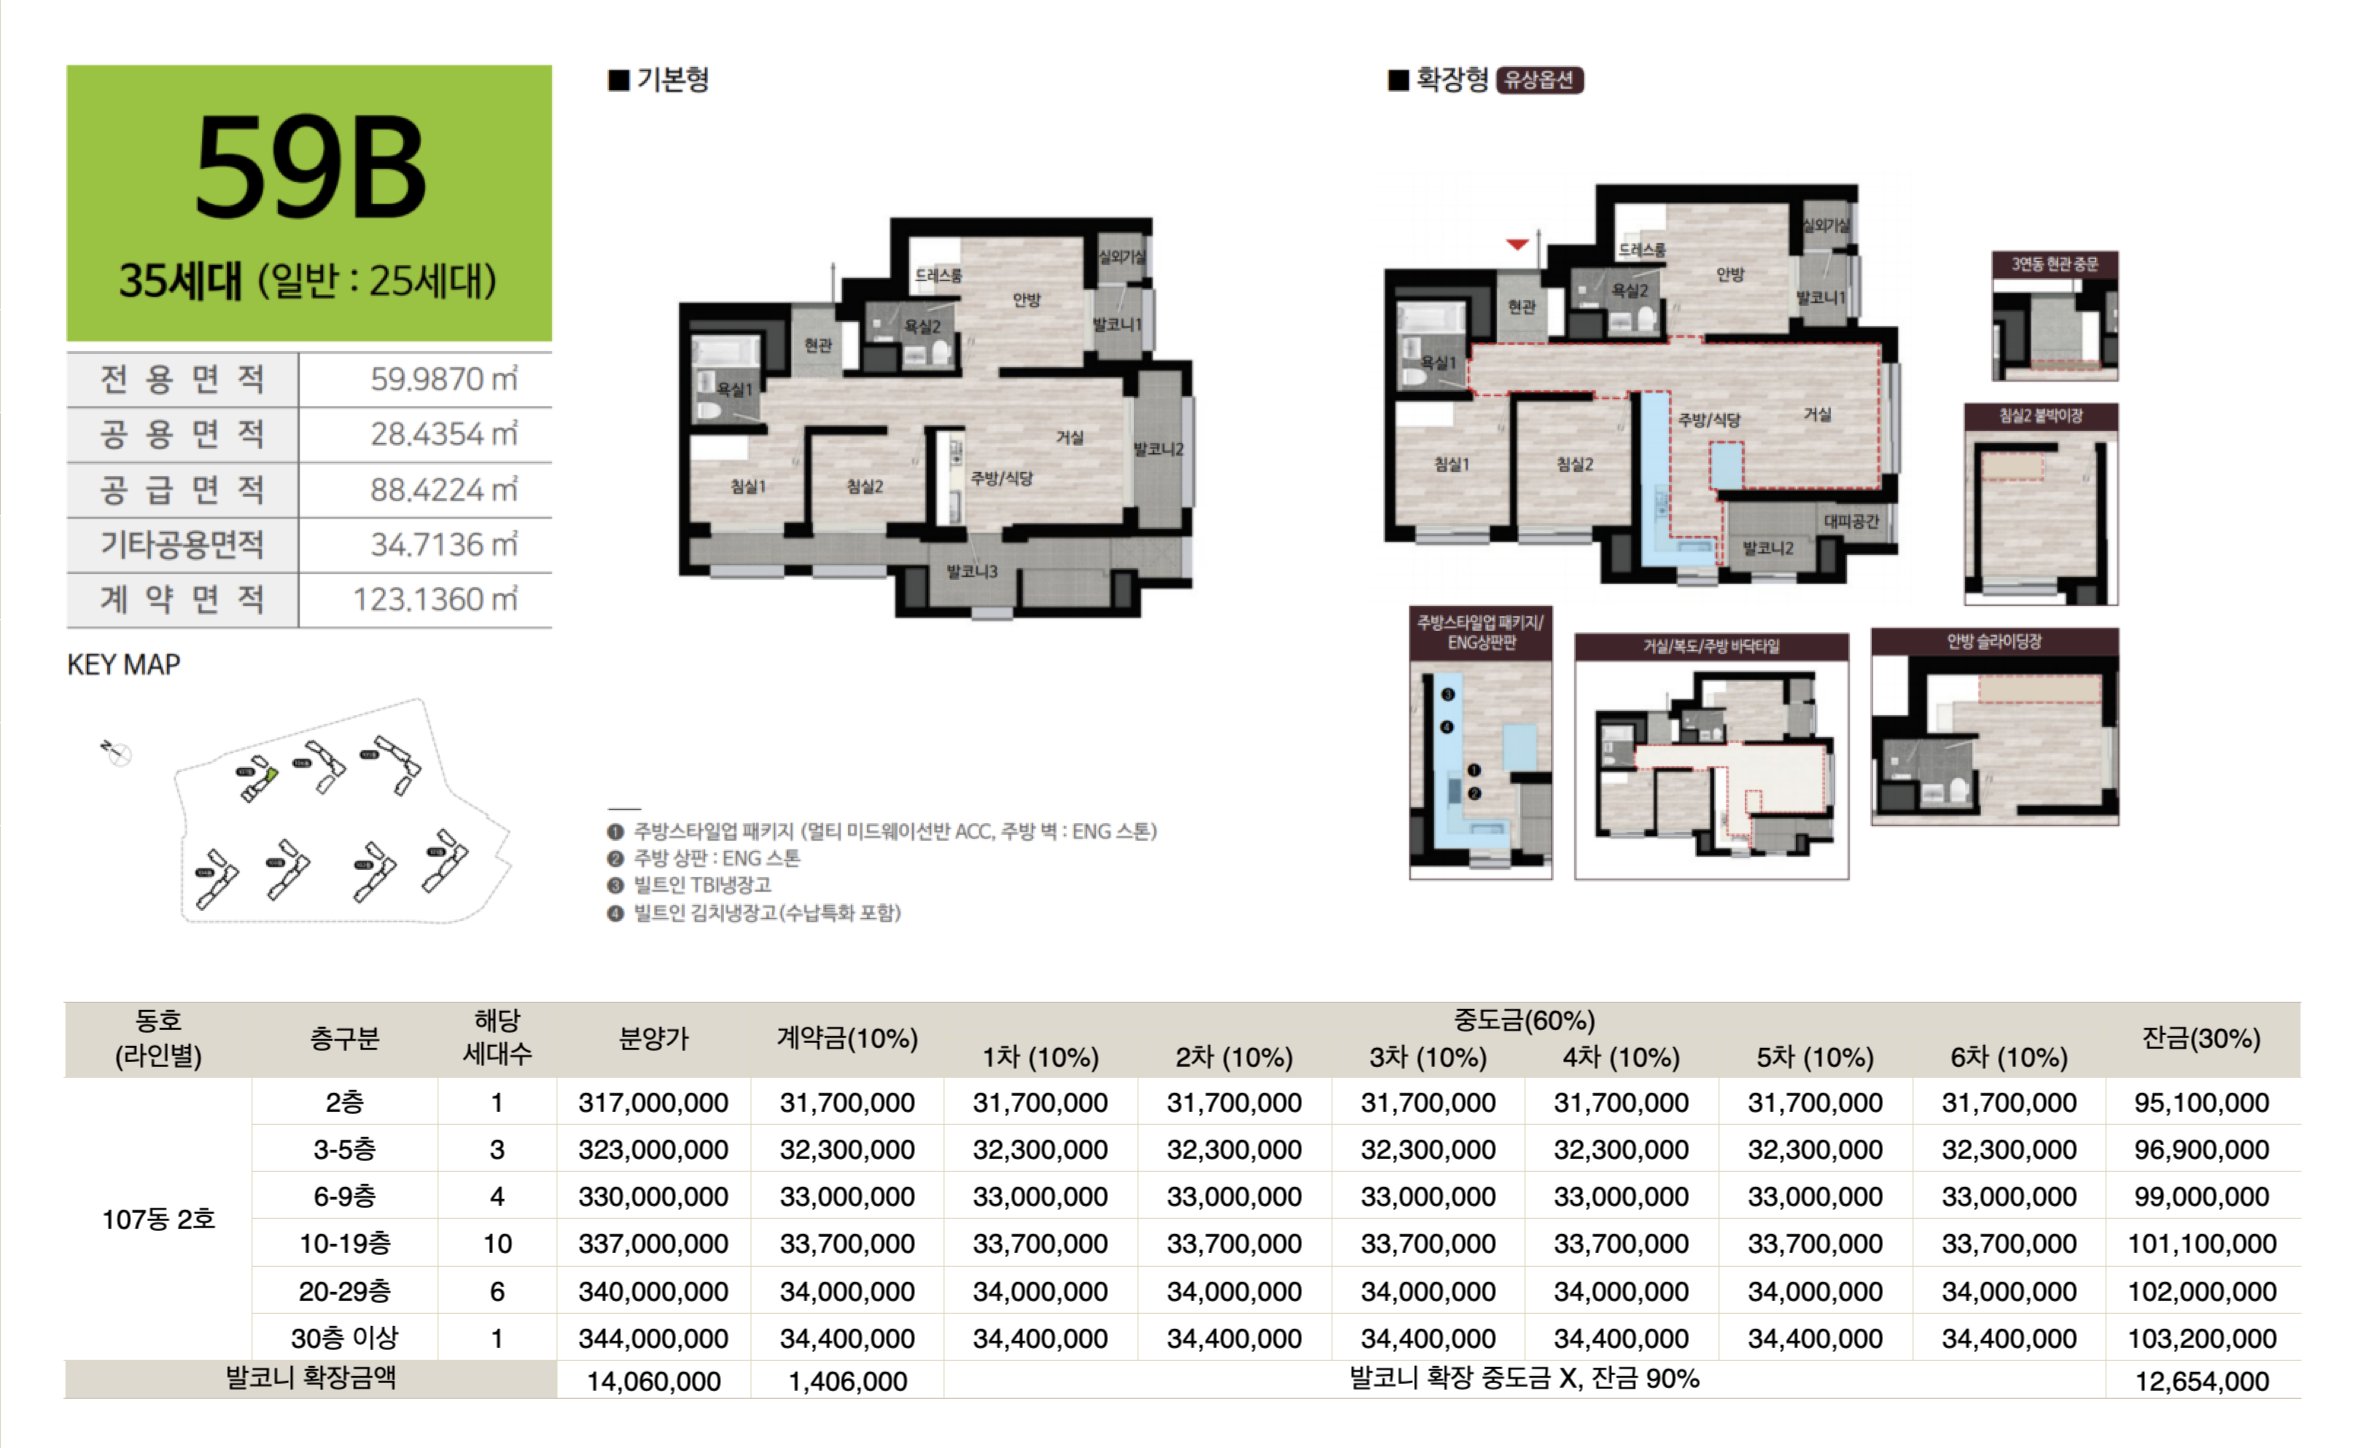 59B
35세대 (일반 : 25세대)
전용면적 59.9870 ㎡
공용면적 28.4354 ㎡
공급면적 88.4224 ㎡
기타공용면적 34.7136 ㎡
계약면적 123.1360 ㎡
KEY MAP
N
■ 기본형
드레스룸
안방
실외기실
발코니1
욕실2
현관
욕실1
거실
발코니2
주방/식당
침실1
침실2
발코니3
❶ 주방스타일업 패키지 (멀티 미드웨이선반 ACC, 주방 벽 : ENG 스톤)
❷ 주방 상판 : ENG 스톤
❸ 빌트인 TBI냉장고
❹ 빌트인 김치냉장고(수납특화 포함)
■ 확장형 유상옵션
실외기실
드레스룸
안방
욕실2
발코니1
현관
욕실1
주방/식당
거실
침실1
침실2
대피공간
발코니2
3연동 현관 중문
침실2 붙박이장
주방스타일업 패키지/
ENG상판판
❸
❹
❶
❷
거실/복도/주방 바닥타일
안방 슬라이딩장
동호
(라인별)
층구분
해당
세대수
분양가
계약금(10%)
중도금(60%)
1차 (10%) 2차 (10%) 3차 (10%) 4차 (10%) 5차 (10%) 6차 (10%)
잔금(30%)
107동 2호
2층 1 317,000,000 31,700,000 31,700,000 31,700,000 31,700,000 31,700,000 31,700,000 31,700,000 95,100,000
3-5층 3 323,000,000 32,300,000 32,300,000 32,300,000 32,300,000 32,300,000 32,300,000 32,300,000 96,900,000
6-9층 4 330,000,000 33,000,000 33,000,000 33,000,000 33,000,000 33,000,000 33,000,000 33,000,000 99,000,000
10-19층 10 337,000,000 33,700,000 33,700,000 33,700,000 33,700,000 33,700,000 33,700,000 33,700,000 101,100,000
20-29층 6 340,000,000 34,000,000 34,000,000 34,000,000 34,000,000 34,000,000 34,000,000 34,000,000 102,000,000
30층 이상 1 344,000,000 34,400,000 34,400,000 34,400,000 34,400,000 34,400,000 34,400,000 34,400,000 103,200,000
발코니 확장금액 14,060,000 1,406,000 발코니 확장 중도금 X, 잔금 90% 12,654,000